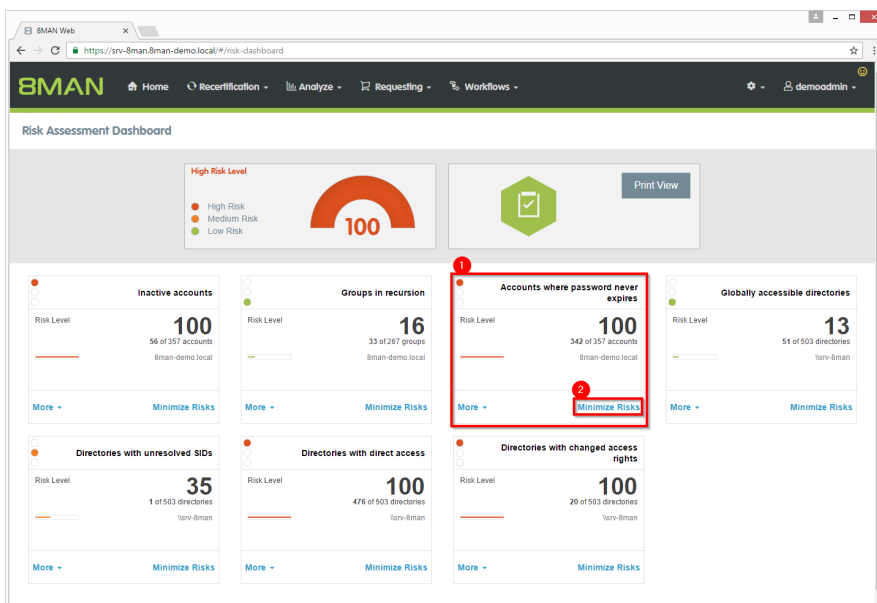 8MAN Web
https://srv-8man.8man-demo.local/#/risk-dashboard
8MAN Home Recertification Analyze Requesting Workflows demoadmin
Risk Assessment Dashboard
High Risk Level
High Risk
Medium Risk
Low Risk
100
Print View
1
Inactive accounts
Risk Level
100
56 of 357 accounts
8man-demo.local
More
Minimize Risks
Groups in recursion
Risk Level
16
33 of 267 groups
8man-demo.local
More
Minimize Risks
Accounts where password never
expires
Risk Level
100
342 of 357 accounts
8man-demo.local
2
More
Minimize Risks
Globally accessible directories
Risk Level
13
51 of 503 directories
\\srv-8man
More
Minimize Risks
Directories with unresolved SIDs
Risk Level
35
1 of 503 directories
\\srv-8man
More
Minimize Risks
Directories with direct access
Risk Level
100
476 of 503 directories
\\srv-8man
More
Minimize Risks
Directories with changed access
rights
Risk Level
100
20 of 503 directories
\\srv-8man
More
Minimize Risks